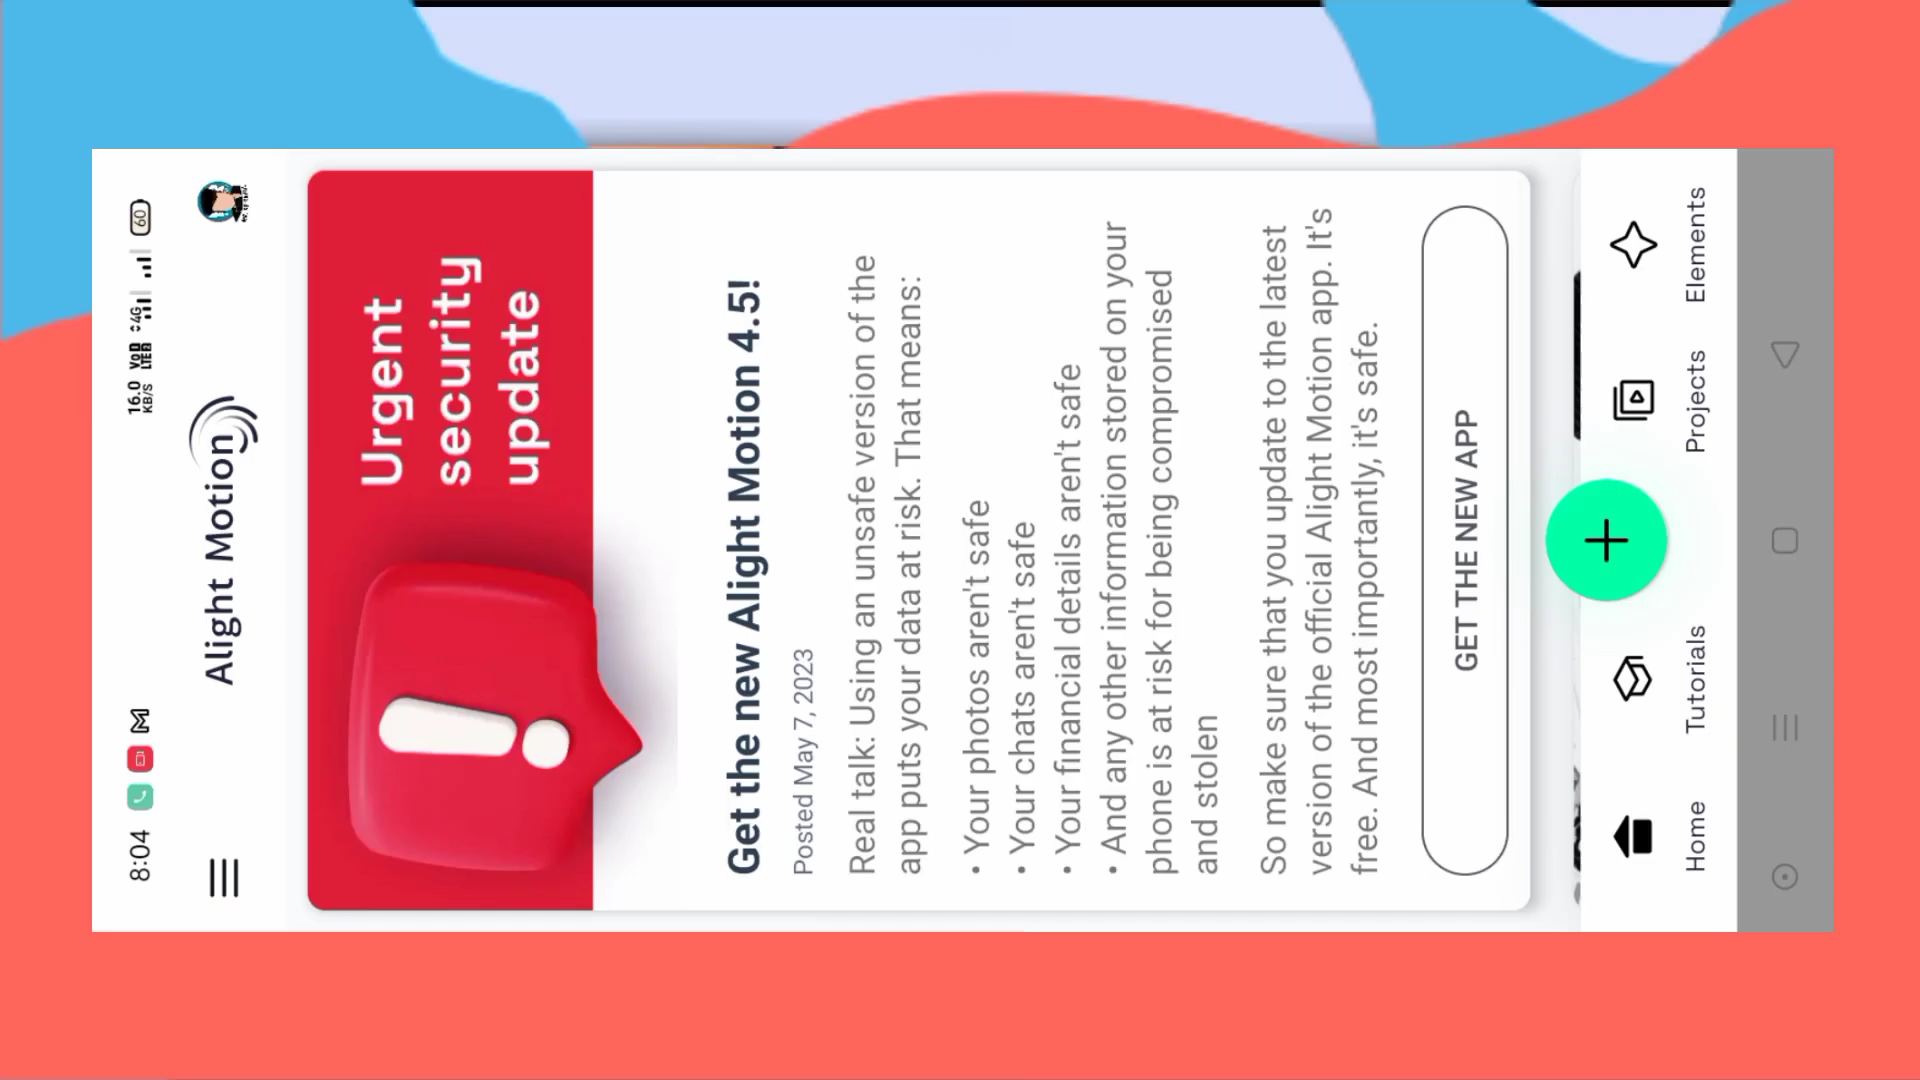 8:04
16.0
KB/S
VoD
LTE2
4G
60
Alight Motion
Urgent
security
update
Get the new Alight Motion 4.5!
Posted May 7, 2023
Real talk: Using an unsafe version of the
app puts your data at risk. That means:
• Your photos aren't safe
• Your chats aren't safe
• Your financial details aren't safe
• And any other information stored on your
phone is at risk for being compromised
and stolen
So make sure that you update to the latest
version of the official Alight Motion app. It's
free. And most importantly, it's safe.
GET THE NEW APP
Home
Tutorials
Projects
Elements